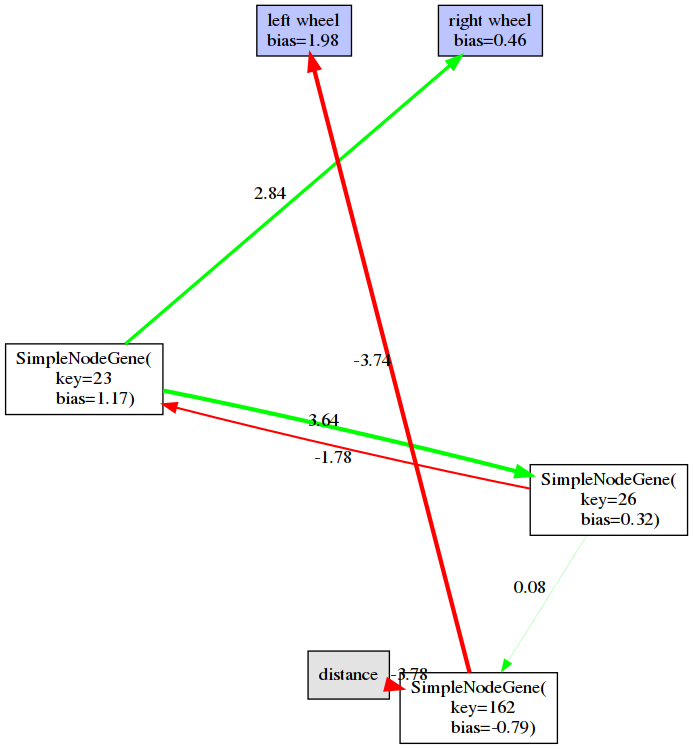 left wheel
bias=1.98
right wheel
bias=0.46
2.84
SimpleNodeGene(
key=23
bias=1.17)
-3.74
3.64
-1.78
SimpleNodeGene(
key=26
bias=0.32)
0.08
distance
-3.78
SimpleNodeGene(
key=162
bias=-0.79)